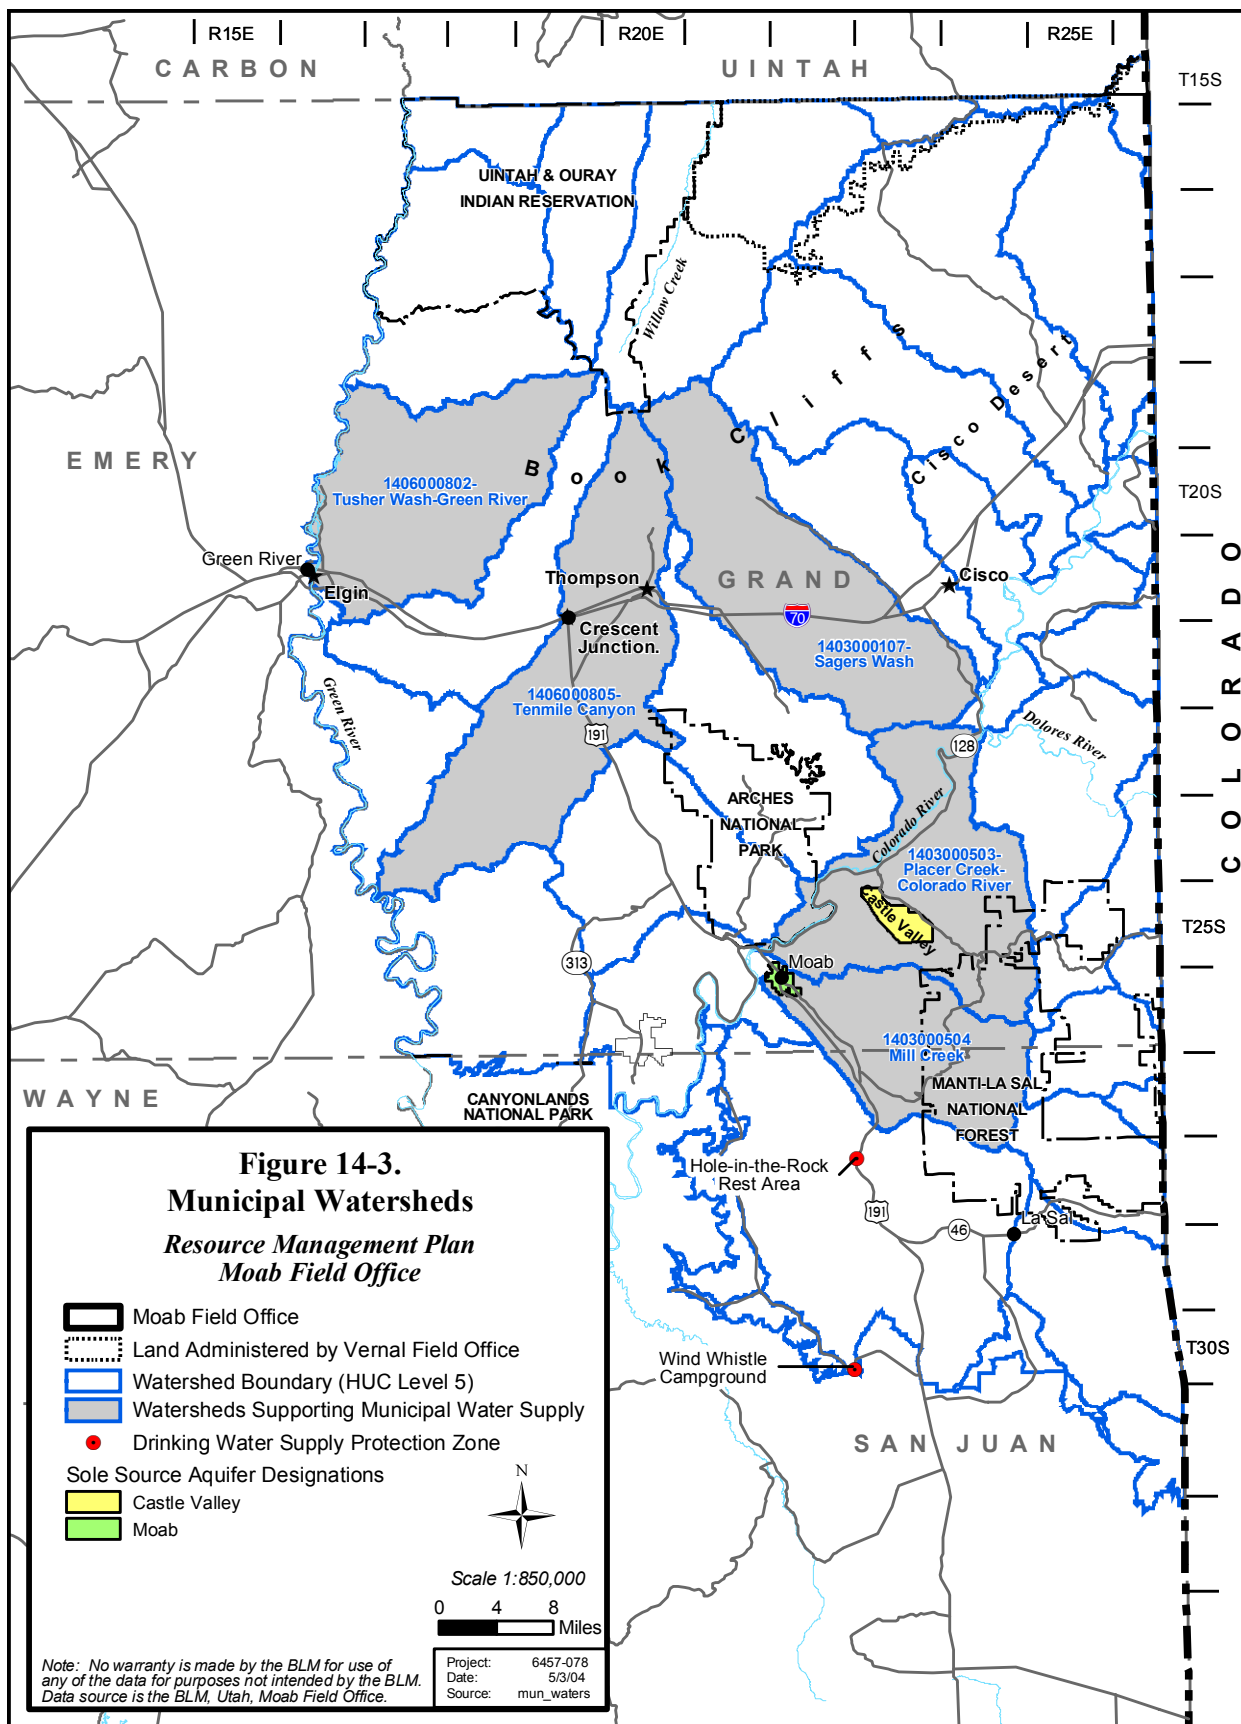 R15E
R20E
R25E
CARBON
UINTAH
T15S
UINTAH & OURAY
INDIAN RESERVATION
Willow Creek
Book Cliffs
Cisco Desert
EMERY
T20S
1406000802-
Tusher Wash-Green River
Green River
Elgin
Thompson
GRAND
Cisco
70
Crescent
Junction.
1403000107-
Sagers Wash
COLORADO
Green River
1406000805-
Tenmile Canyon
191
Dolores River
128
ARCHES
NATIONAL
PARK
Colorado River
1403000503-
Placer Creek-
Colorado River
Castle Valley
T25S
313
Moab
1403000504
Mill Creek
WAYNE
CANYONLANDS
NATIONAL PARK
MANTI-LA SAL
NATIONAL
FOREST
Hole-in-the-Rock
Rest Area
191
46
La Sal
Wind Whistle
Campground
T30S
SAN JUAN
Figure 14-3.
Municipal Watersheds
Resource Management Plan
Moab Field Office
Moab Field Office
Land Administered by Vernal Field Office
Watershed Boundary (HUC Level 5)
Watersheds Supporting Municipal Water Supply
Drinking Water Supply Protection Zone
Sole Source Aquifer Designations
Castle Valley
Moab
N
Scale 1:850,000
0 4 8
Miles
Note: No warranty is made by the BLM for use of
any of the data for purposes not intended by the BLM.
Data source is the BLM, Utah, Moab Field Office.
Project: 6457-078
Date: 5/3/04
Source: mun_waters